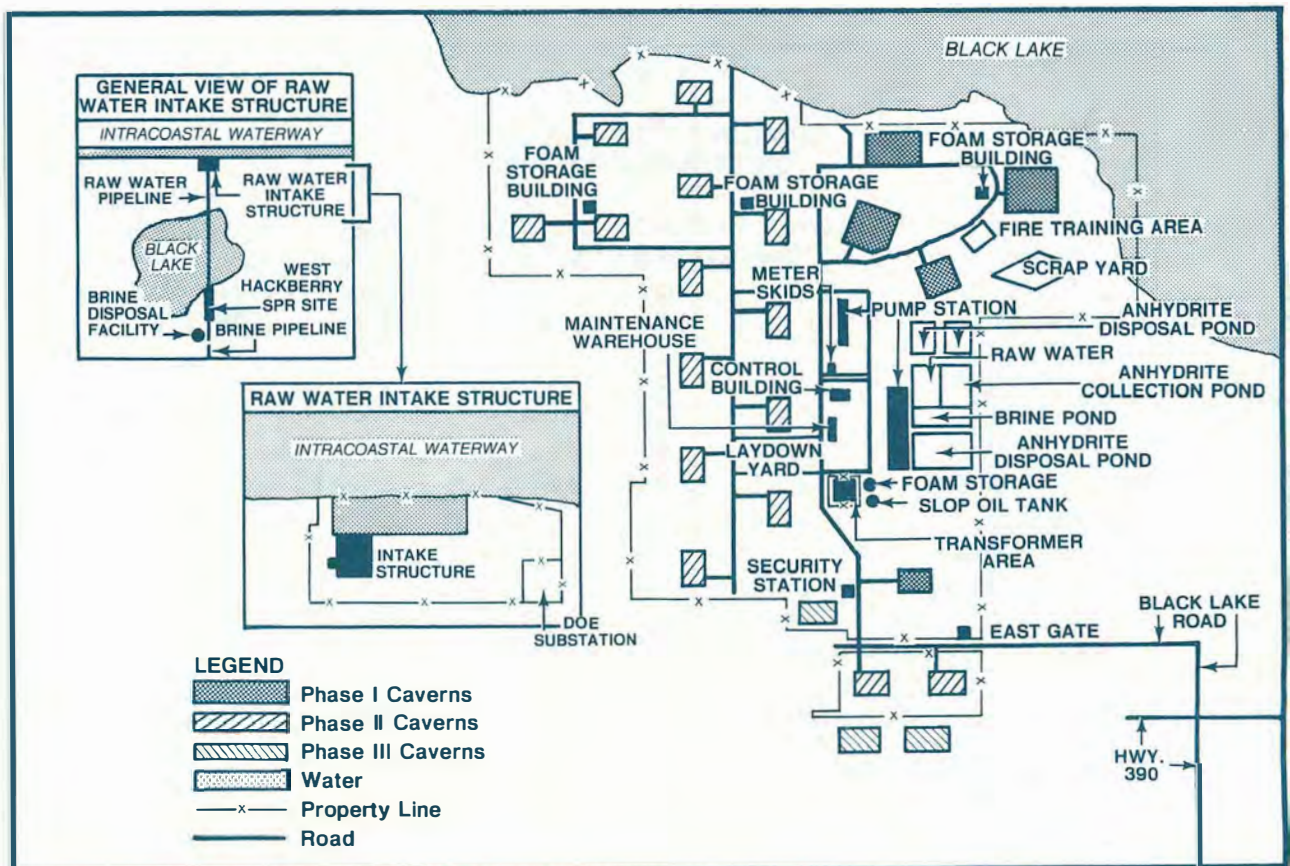 GENERAL VIEW OF RAW
WATER INTAKE STRUCTURE
INTRACOASTAL WATERWAY
RAW WATER
PIPELINE
RAW WATER
INTAKE
STRUCTURE
BLACK
LAKE
WEST
HACKBERRY
SPR SITE
BRINE
DISPOSAL
FACILITY
BRINE PIPELINE
RAW WATER INTAKE STRUCTURE
INTRACOASTAL WATERWAY
INTAKE
STRUCTURE
DOE
SUBSTATION
BLACK LAKE
FOAM
STORAGE
BUILDING
FOAM STORAGE
BUILDING
FOAM STORAGE
BUILDING
FIRE TRAINING AREA
SCRAP YARD
METER
SKIDS
PUMP STATION
ANHYDRITE
DISPOSAL POND
MAINTENANCE
WAREHOUSE
RAW WATER
CONTROL
BUILDING
ANHYDRITE
COLLECTION POND
BRINE POND
LAYDOWN
YARD
ANHYDRITE
DISPOSAL POND
FOAM STORAGE
SLOP OIL TANK
TRANSFORMER
AREA
SECURITY
STATION
EAST GATE
BLACK LAKE
ROAD
HWY.
390
LEGEND
Phase I Caverns
Phase II Caverns
Phase III Caverns
Water
x Property Line
Road